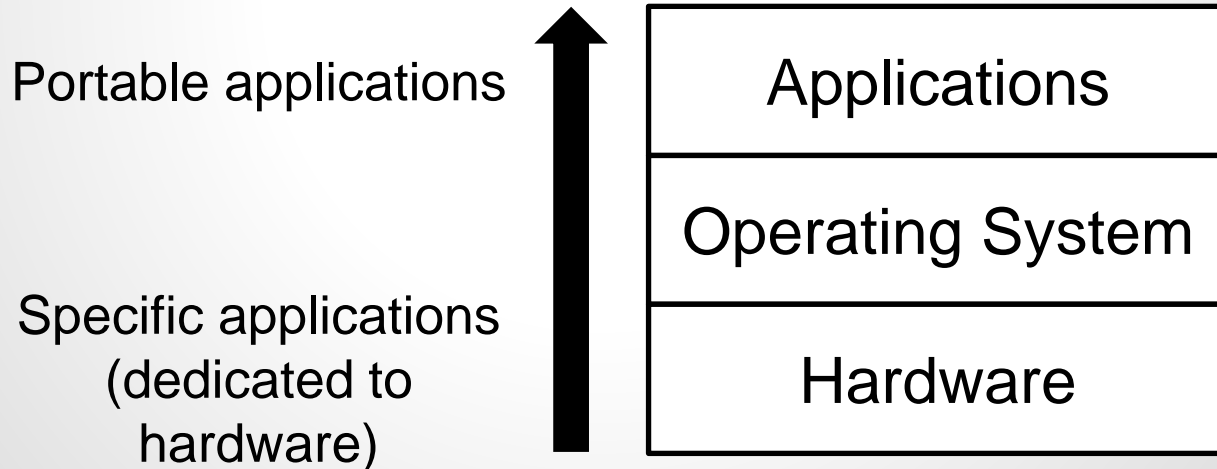 Portable applications
Specific applications
(dedicated to
hardware)
Applications
Operating System
Hardware